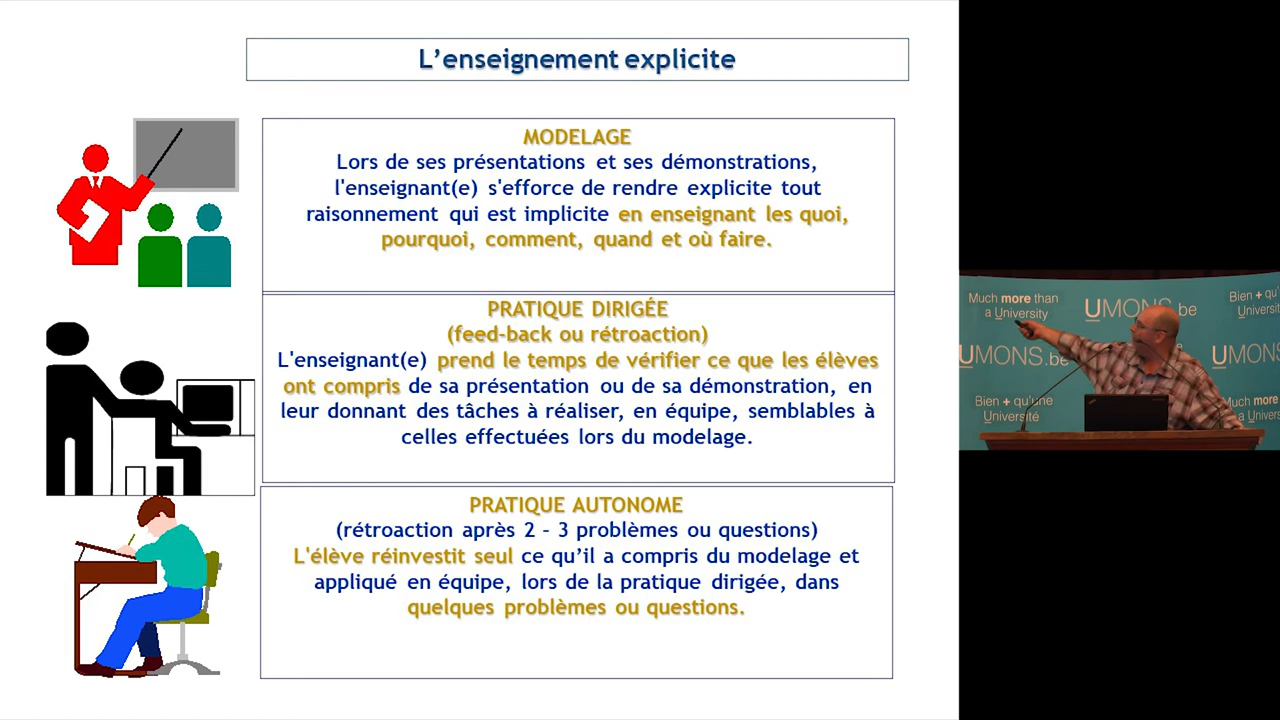 L’enseignement explicite
MODELAGE
Lors de ses présentations et ses démonstrations,
l'enseignant(e) s'efforce de rendre explicite tout
raisonnement qui est implicite en enseignant les quoi,
pourquoi, comment, quand et où faire.
PRATIQUE DIRIGÉE
(feed-back ou rétroaction)
L'enseignant(e) prend le temps de vérifier ce que les élèves
ont compris de sa présentation ou de sa démonstration, en
leur donnant des tâches à réaliser, en équipe, semblables à
celles effectuées lors du modelage.
PRATIQUE AUTONOME
(rétroaction après 2 – 3 problèmes ou questions)
L'élève réinvestit seul ce qu’il a compris du modelage et
appliqué en équipe, lors de la pratique dirigée, dans
quelques problèmes ou questions.
Much more than
a University
UMONS.be
Bien + qu'
Universit
UMONS.be
UMONS
Bien + qu'une
Université
Much more
a Univers